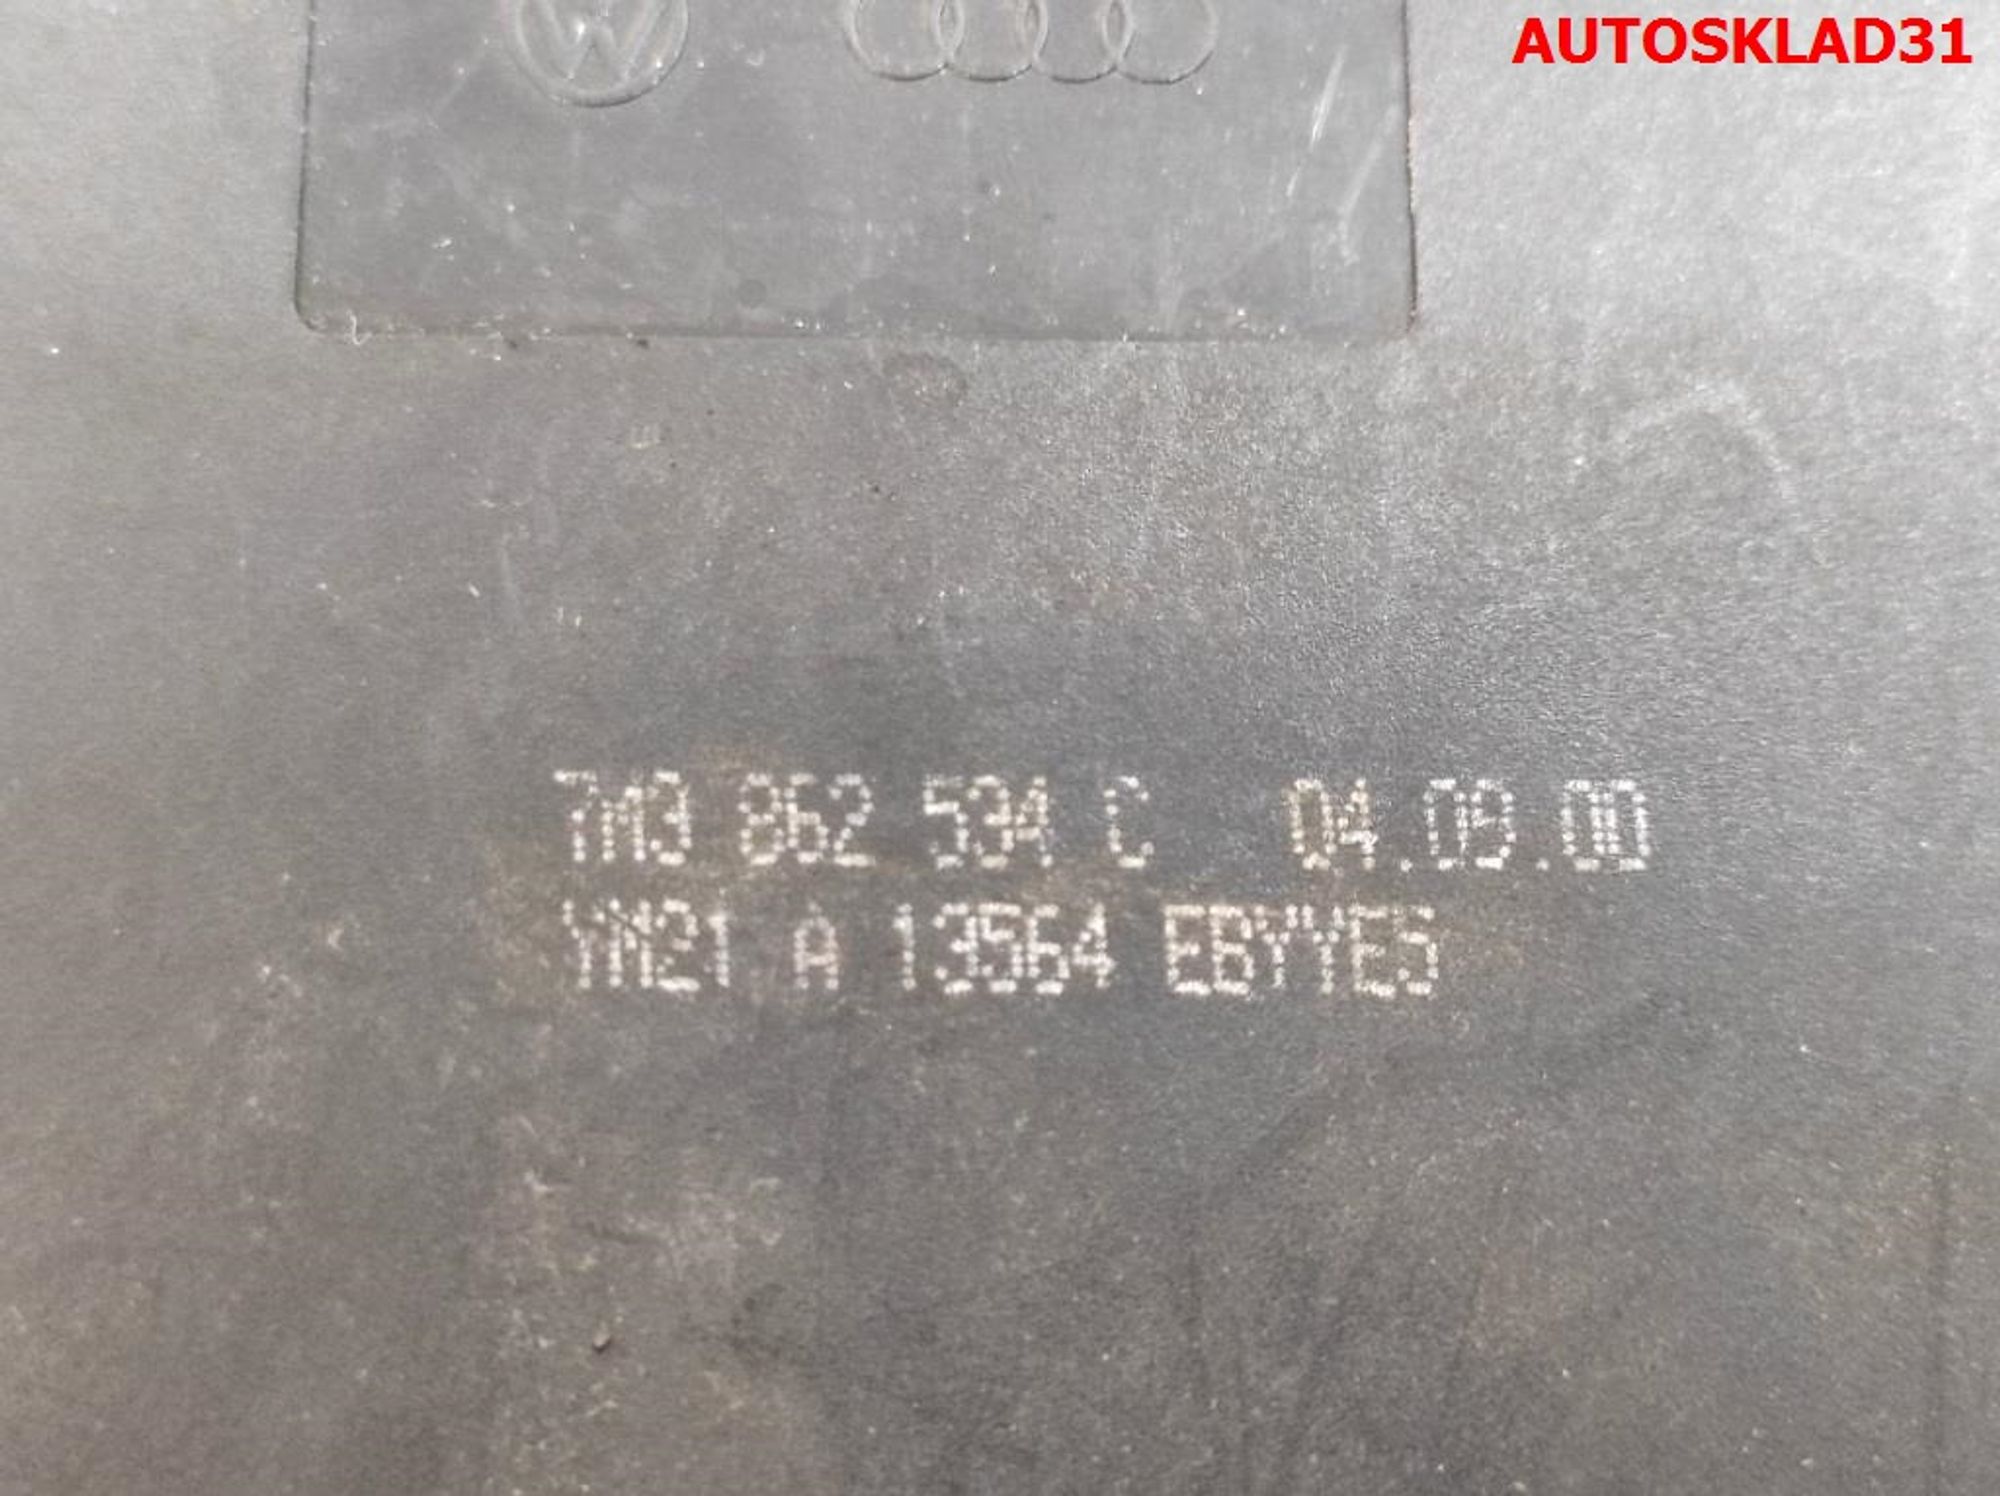 AUTOSKLAD31
7M3 862 534 C 04.09.00
YM21 A 13564 EBYYE5